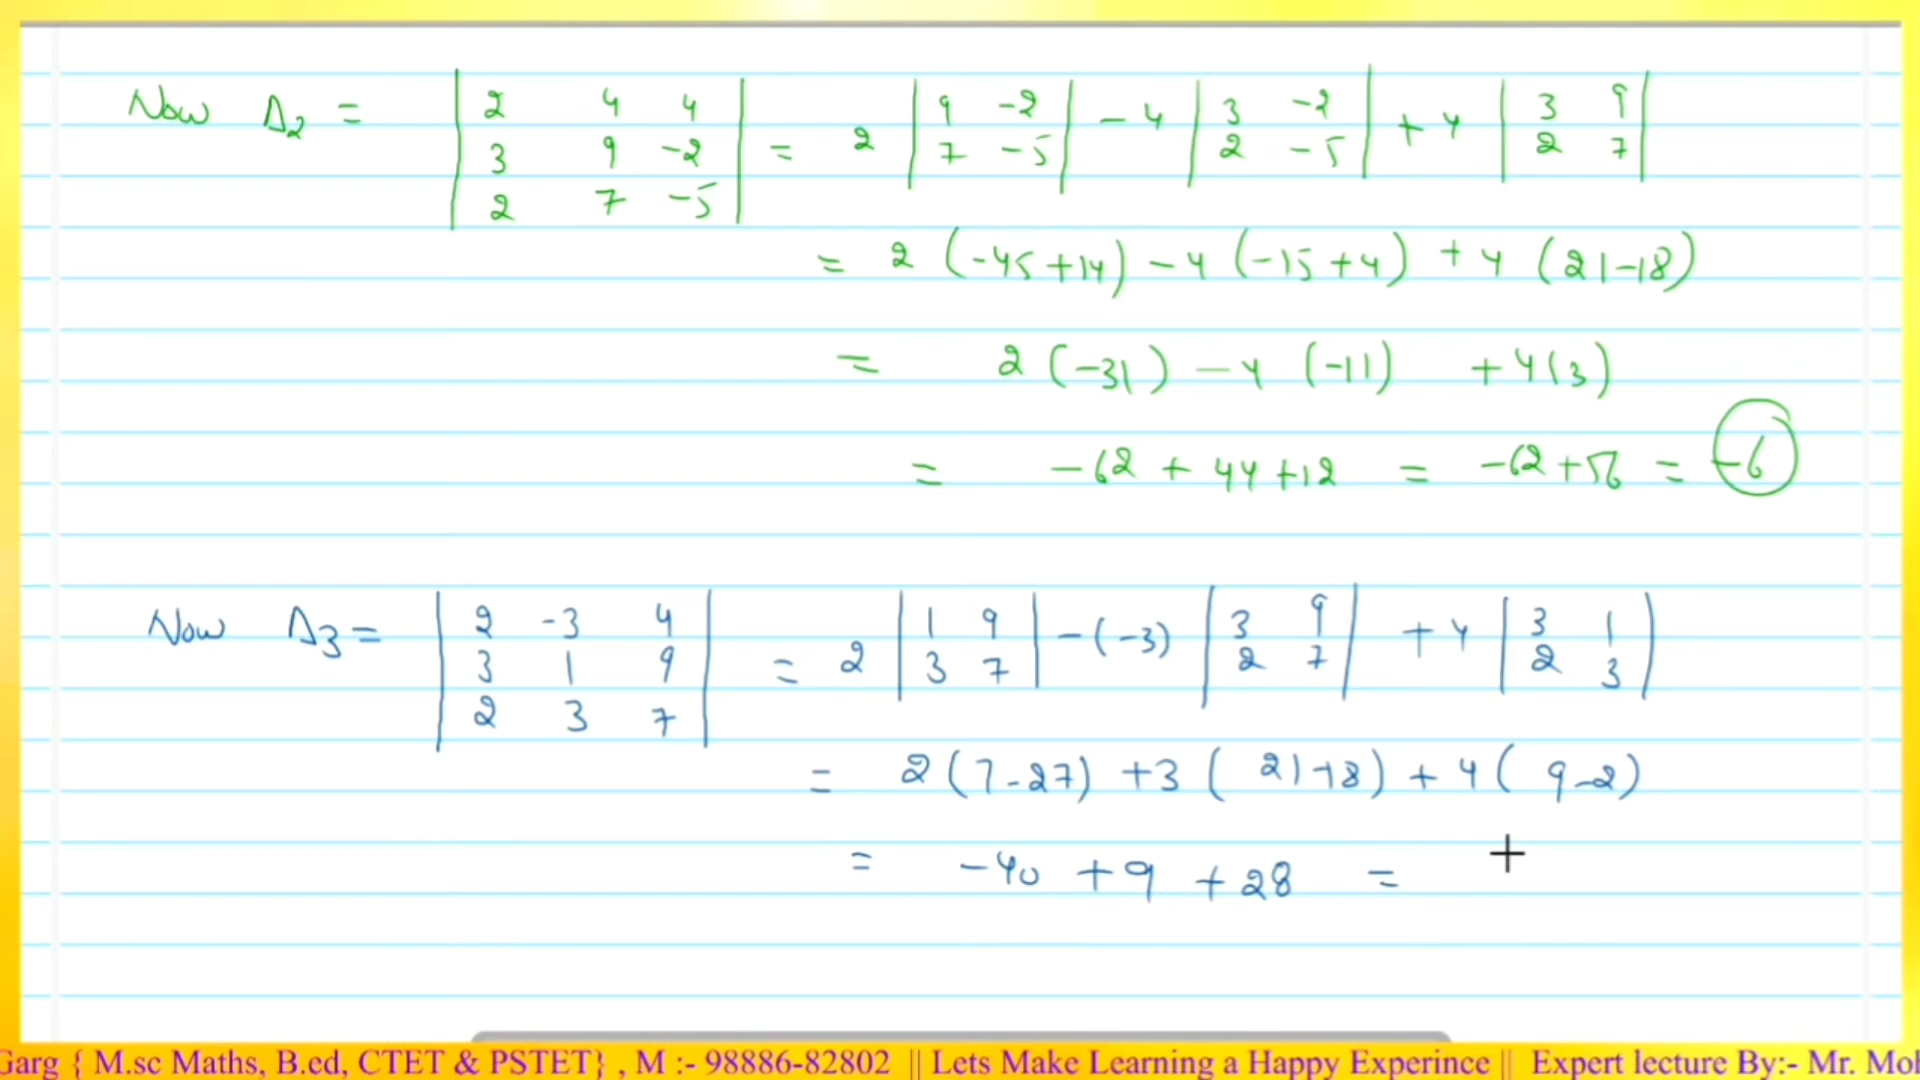 Now Δ2 = | 2 4 4 | = 2 | 9 -2 | - 4 | 3 -2 | + 4 | 3 9 |
| 3 9 -2 | | 7 -5 | | 2 -5 | | 2 7 |
| 2 7 -5 |
= 2 (-45+14) - 4 (-15+4) + 4 (21-18)
= 2 (-31) - 4 (-11) + 4(3)
= -62 + 44 + 12 = -62 + 56 = -6
Now Δ3 = | 2 -3 4 | = 2 | 1 9 | - (-3) | 3 9 | + 4 | 3 1 |
| 3 1 9 | | 3 7 | | 2 7 | | 2 3 |
| 2 3 7 |
= 2 (7-27) + 3 ( 21-18) + 4 ( 9-2)
= -40 + 9 + 28 =
Garg { M.sc Maths, B.ed, CTET & PSTET} , M :- 98886-82802 || Lets Make Learning a Happy Experince || Expert lecture By:- Mr. Moh